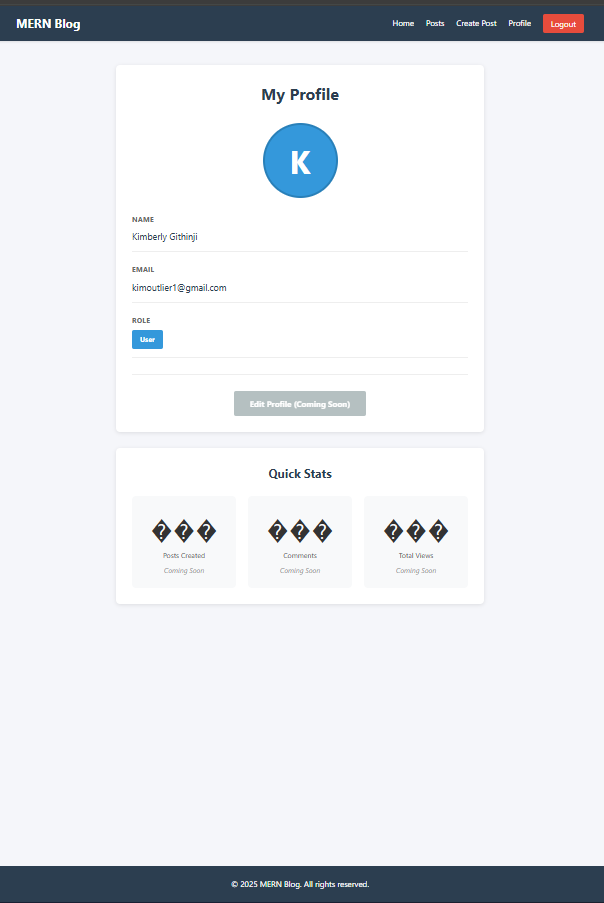 MERN Blog
Home Posts Create Post Profile Logout
My Profile
K
NAME
Kimberly Githinji
EMAIL
kimoutlier1@gmail.com
ROLE
User
Edit Profile (Coming Soon)
Quick Stats
��� ��� ���
Posts Created Comments Total Views
Coming Soon Coming Soon Coming Soon
© 2025 MERN Blog. All rights reserved.